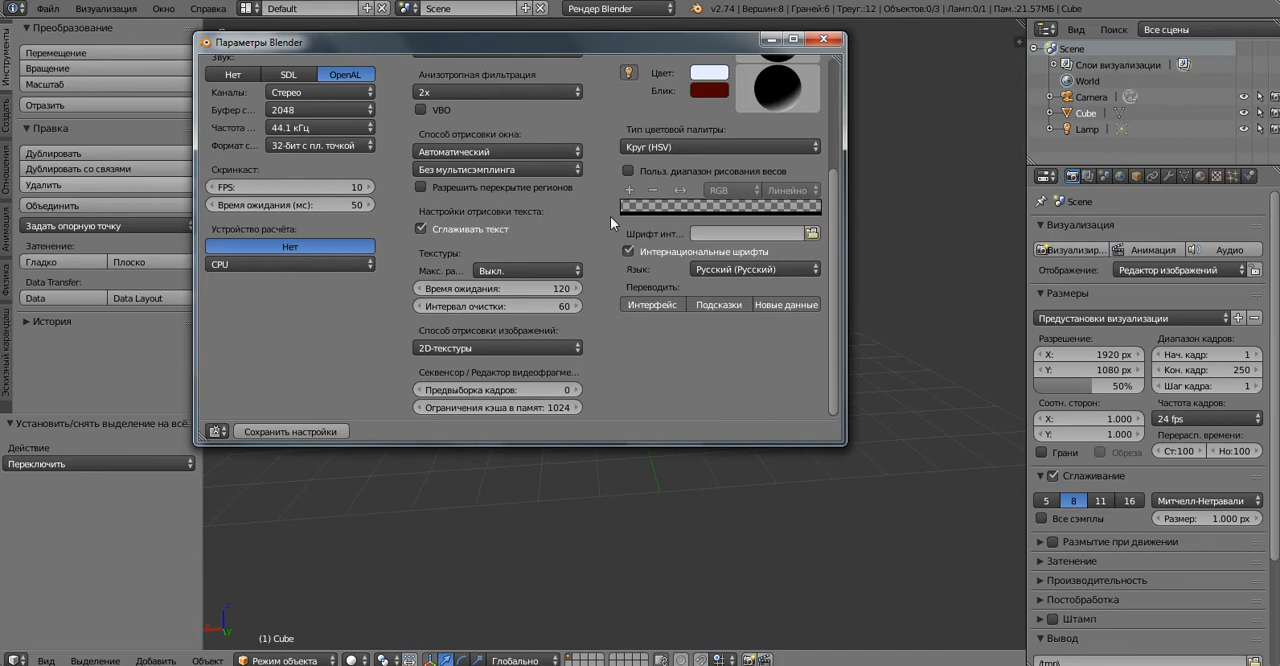 Файл Визуализация Окно Справка Default Scene Рендер Blender v2.74 | Вершин:8 | Граней:6 | Треуг.:12 | Объектов:0/3 | Ламп:0/1 | Пам.:21.57МБ | Cube
Преобразование
Перемещение
Вращение
Масштаб
Отразить
Правка
Дублировать
Дублировать со связями
Удалить
Объединить
Задать опорную точку
Затенение:
Гладко Плоско
Data Transfer:
Data Data Layout
История
Инструменты
Создать
Отношения
Анимация
Физика
Эскизный карандаш
Установить/снять выделение на всё
Действие
Переключить
Параметры Blender
Звук:
Нет SDL OpenAL
Каналы: Стерео
Буфер с... 2048
Частота ... 44.1 кГц
Формат с... 32-бит с пл. точкой
Скринкаст:
FPS: 10
Время ожидания (мс): 50
Устройство расчёта:
Нет
CPU
Анизотропная фильтрация
2x
VBO
Способ отрисовки окна:
Автоматический
Без мультисэмплинга
Разрешить перекрытие регионов
Настройки отрисовки текста:
Сглаживать текст
Текстуры:
Макс. ра... Выкл.
Время ожидания: 120
Интервал очистки: 60
Способ отрисовки изображений:
2D-текстуры
Секвенсор / Редактор видеофрагме...
Предвыборка кадров: 0
Ограничения кэша в памят: 1024
Цвет:
Блик:
Тип цветовой палитры:
Круг (HSV)
Польз. диапазон рисования весов
RGB Линейно
Шрифт инт...
Интернациональные шрифты
Язык: Русский (Русский)
Переводить:
Интерфейс Подсказки Новые данные
Сохранить настройки
(1) Cube
Вид Выделение Добавить Объект Режим объекта Глобально
Вид Поиск Все сцены
Scene
Слои визуализации
World
Camera
Cube
Lamp
Scene
Визуализация
Визуализир... Анимация Аудио
Отображение: Редактор изображений
Размеры
Предустановки визуализации
Разрешение: Диапазон кадров:
X: 1920 px Нач. кадр: 1
Y: 1080 px Кон. кадр: 250
50% Шаг кадра: 1
Соотн. сторон: Частота кадров:
X: 1.000 24 fps
Y: 1.000 Перерасп. времени:
Грани Обреза Ст:100 Но:100
Сглаживание
5 8 11 16 Митчелл-Нетравали
Все сэмплы Размер: 1.000 px
Размытие при движении
Затенение
Производительность
Постобработка
Штамп
Вывод
/tmp\